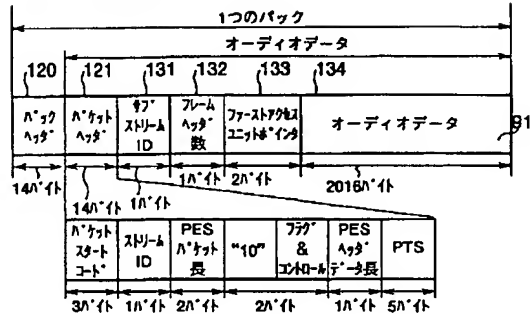 1つのパック
オーディオデータ
120 121 131 132 133 134
パック
ヘッダ
パケット
ヘッダ
サブ
ストリーム
ID
フレーム
ヘッダ
数
ファーストアクセス
ユニットポインタ
オーディオデータ
91
14バイト
14バイト
1バイト
1バイト
2バイト
2016バイト
パケット
スタート
コード
ストリーム
ID
PES
パケット
長
“10”
フラグ
&
コントロール
PES
ヘッダ
データ長
PTS
3バイト
1バイト
2バイト
2バイト
1バイト
5バイト